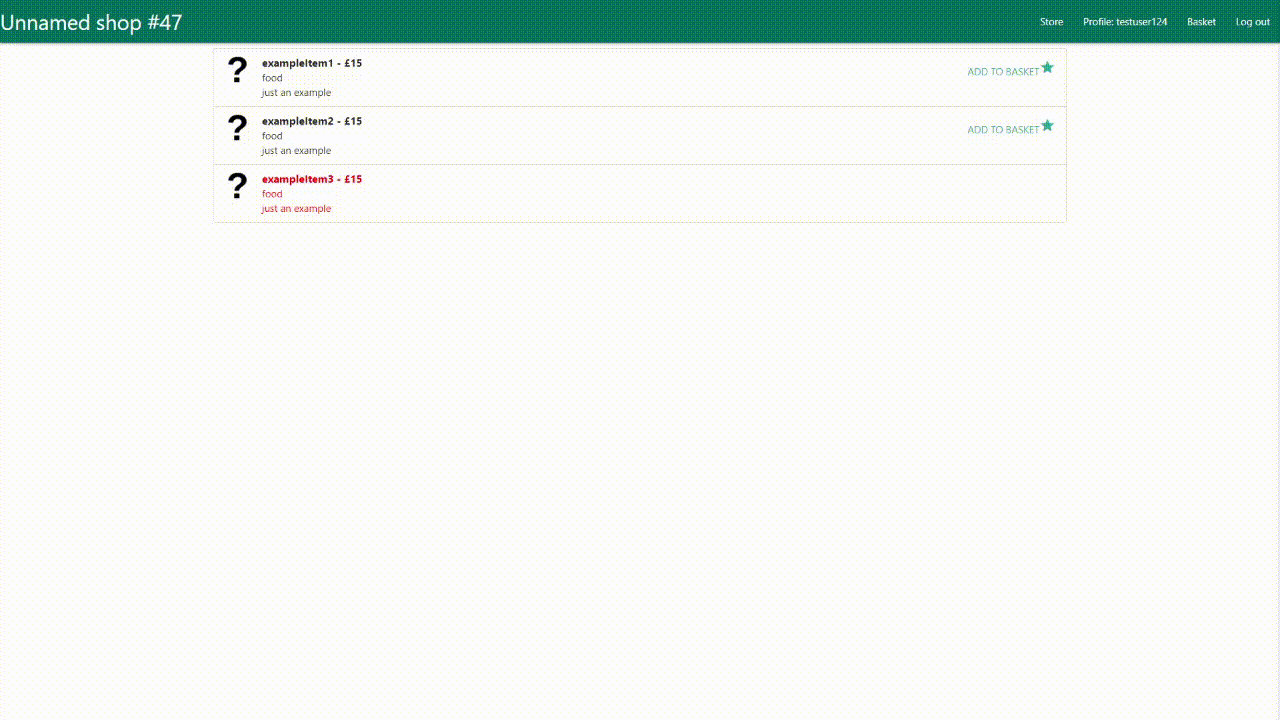 Unnamed shop #47
Store Profile: testuser124 Basket Log out
?
exampleItem1 - £15
food
just an example
ADD TO BASKET
?
exampleItem2 - £15
food
just an example
ADD TO BASKET
?
exampleItem3 - £15
food
just an example